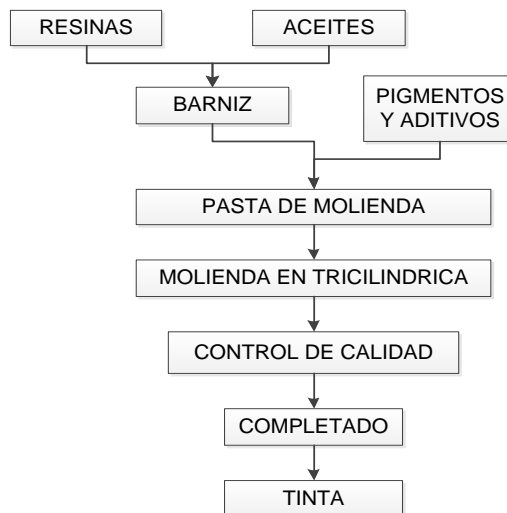 RESINAS
ACEITES
BARNIZ
PIGMENTOS
Y ADITIVOS
PASTA DE MOLIENDA
MOLIENDA EN TRICILINDRICA
CONTROL DE CALIDAD
COMPLETADO
TINTA